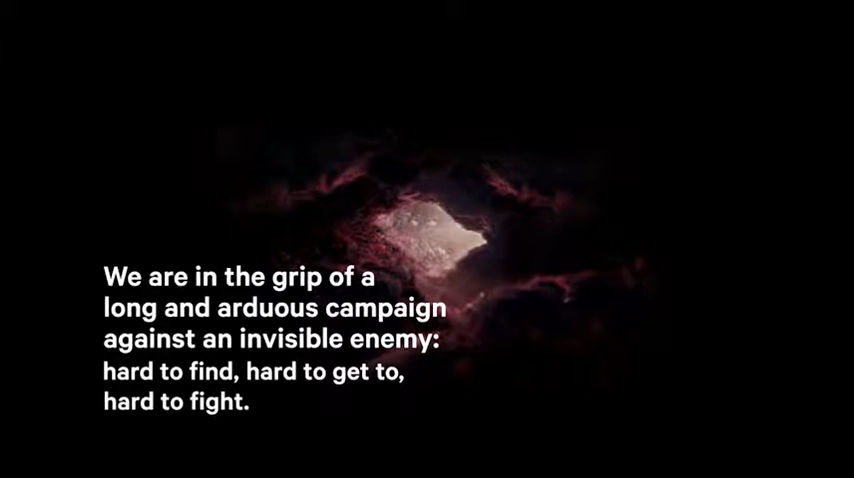 We are in the grip of a
long and arduous campaign
against an invisible enemy:
hard to find, hard to get to,
hard to fight.